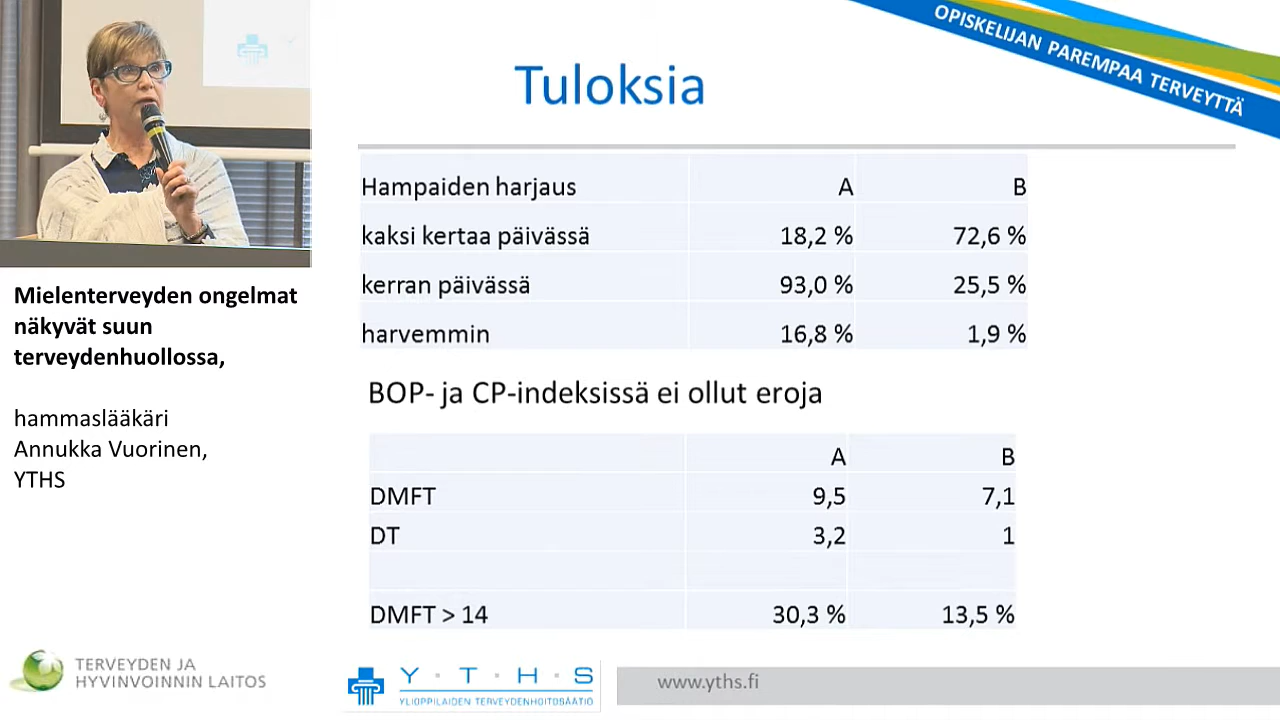 OPISKELIJAN PAREMPAA TERVEYTTÄ
Tuloksia
Hampaiden harjaus A B
kaksi kertaa päivässä 18,2 % 72,6 %
kerran päivässä 93,0 % 25,5 %
harvemmin 16,8 % 1,9 %
BOP- ja CP-indeksissä ei ollut eroja
A B
DMFT 9,5 7,1
DT 3,2 1
DMFT > 14 30,3 % 13,5 %
Mielenterveyden ongelmat
näkyvät suun
terveydenhuollossa,
hammaslääkäri
Annukka Vuorinen,
YTHS
TERVEYDEN JA
HYVINVOINNIN LAITOS
Y · T · H · S
YLIOPPILAIDEN TERVEYDENHOITOSÄÄTIÖ
www.yths.fi